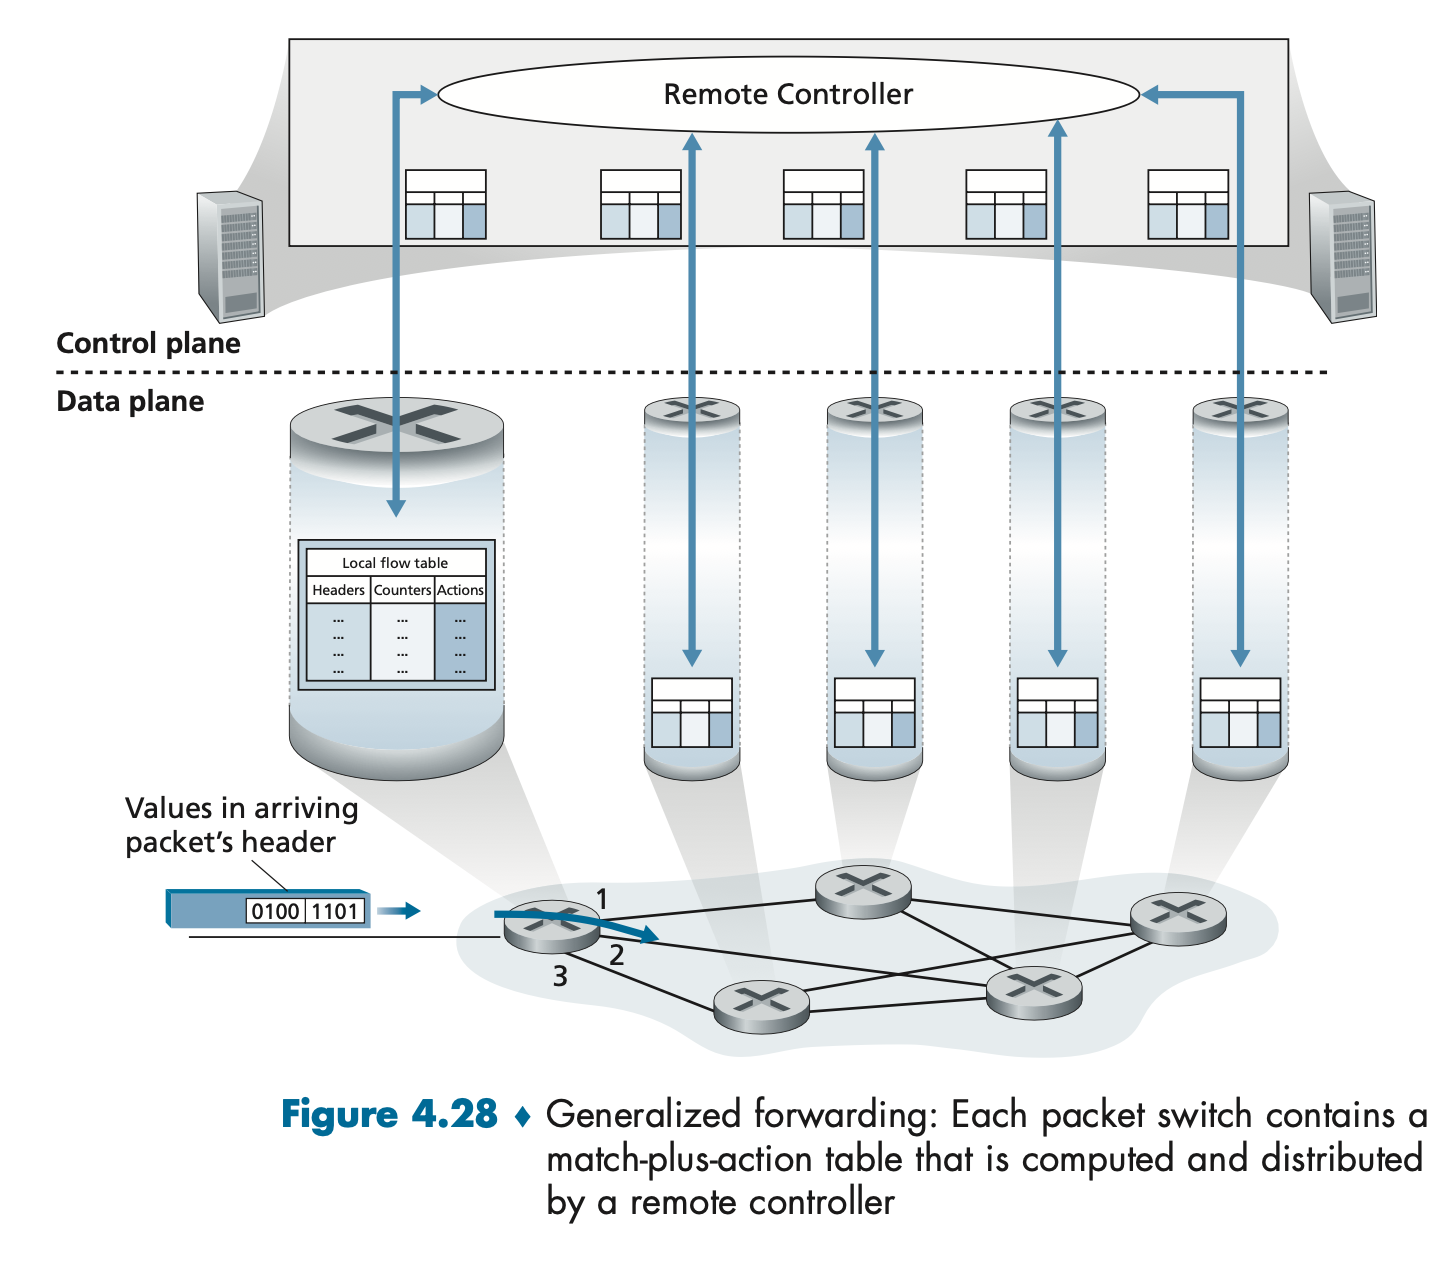 Remote Controller
Control plane
Data plane
Local flow table
Headers Counters Actions
... ... ...
... ... ...
... ... ...
... ... ...
Values in arriving
packet's header
0100 1101
1
2
3
Figure 4.28 ♦ Generalized forwarding: Each packet switch contains a
match-plus-action table that is computed and distributed
by a remote controller